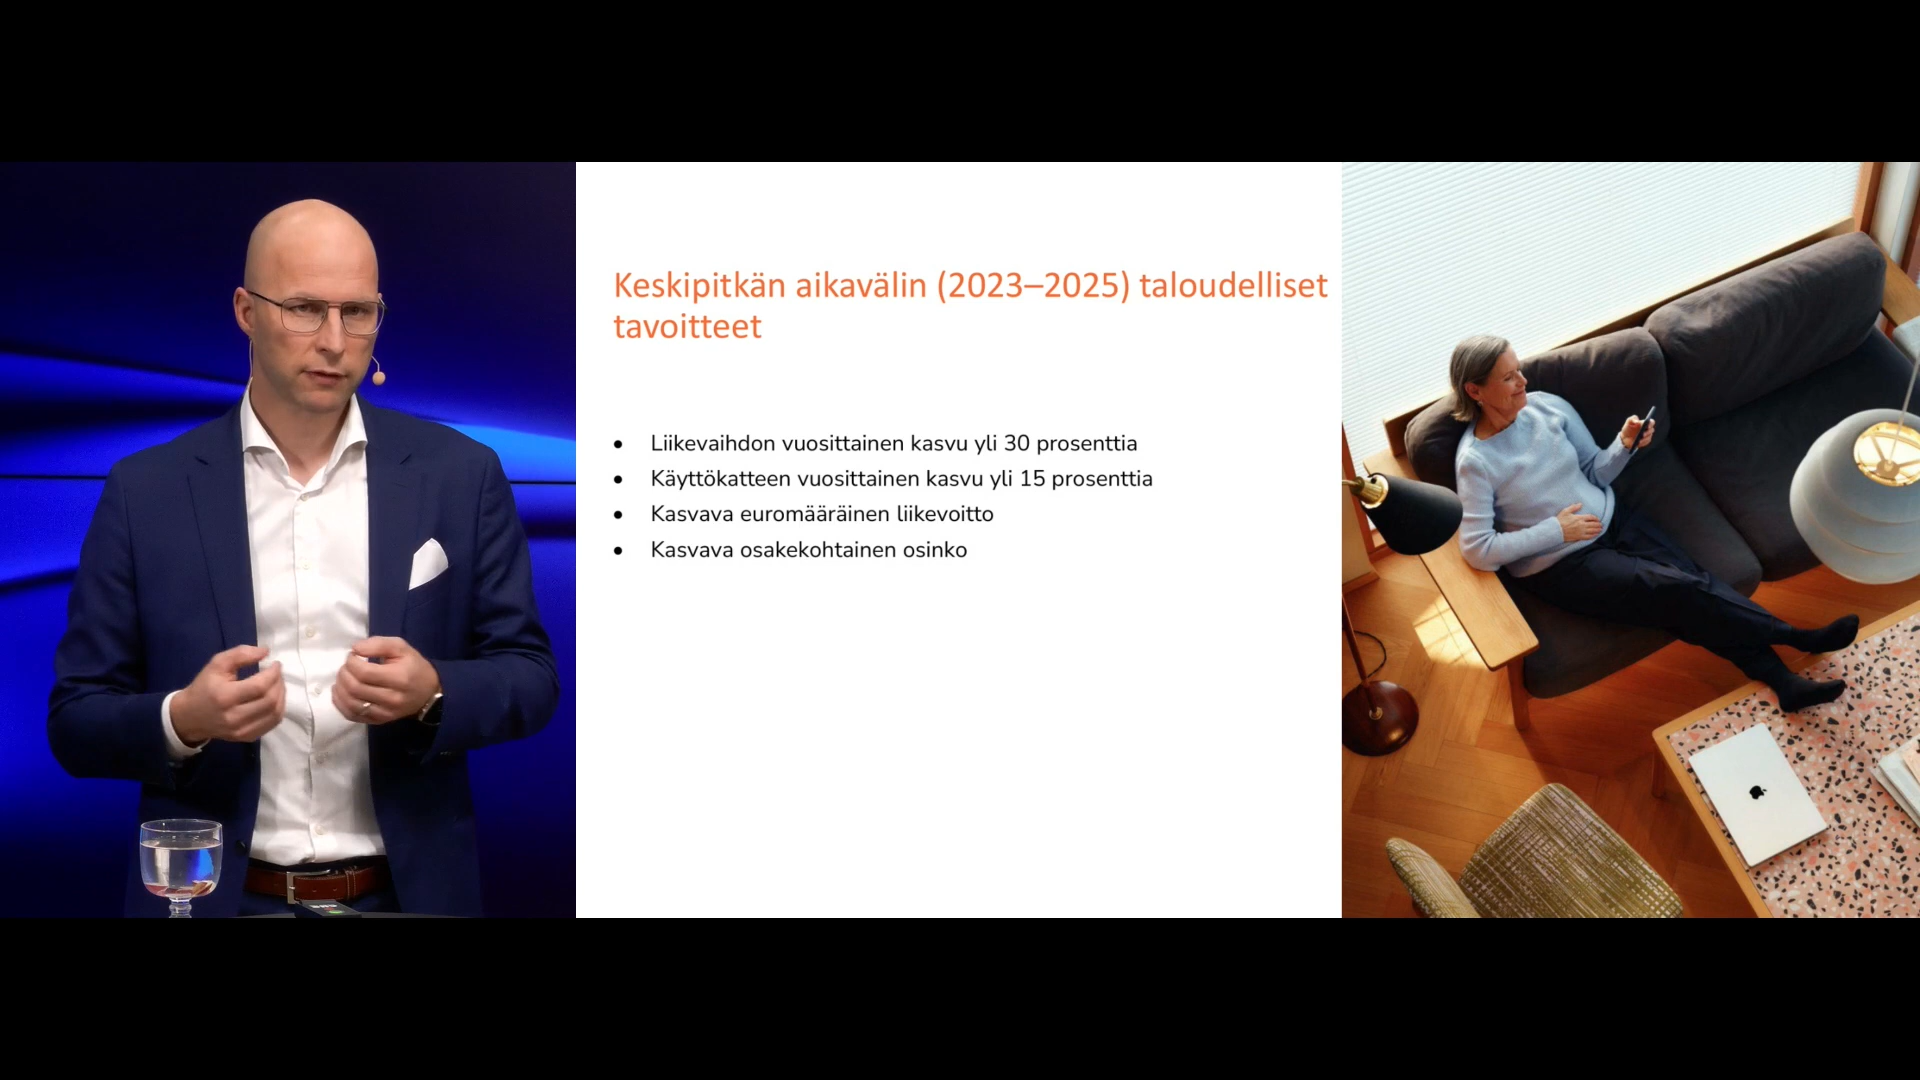 Keskipitkän aikavälin (2023–2025) taloudelliset
tavoitteet
• Liikevaihdon vuosittainen kasvu yli 30 prosenttia
• Käyttökatteen vuosittainen kasvu yli 15 prosenttia
• Kasvava euromääräinen liikevoitto
• Kasvava osakekohtainen osinko